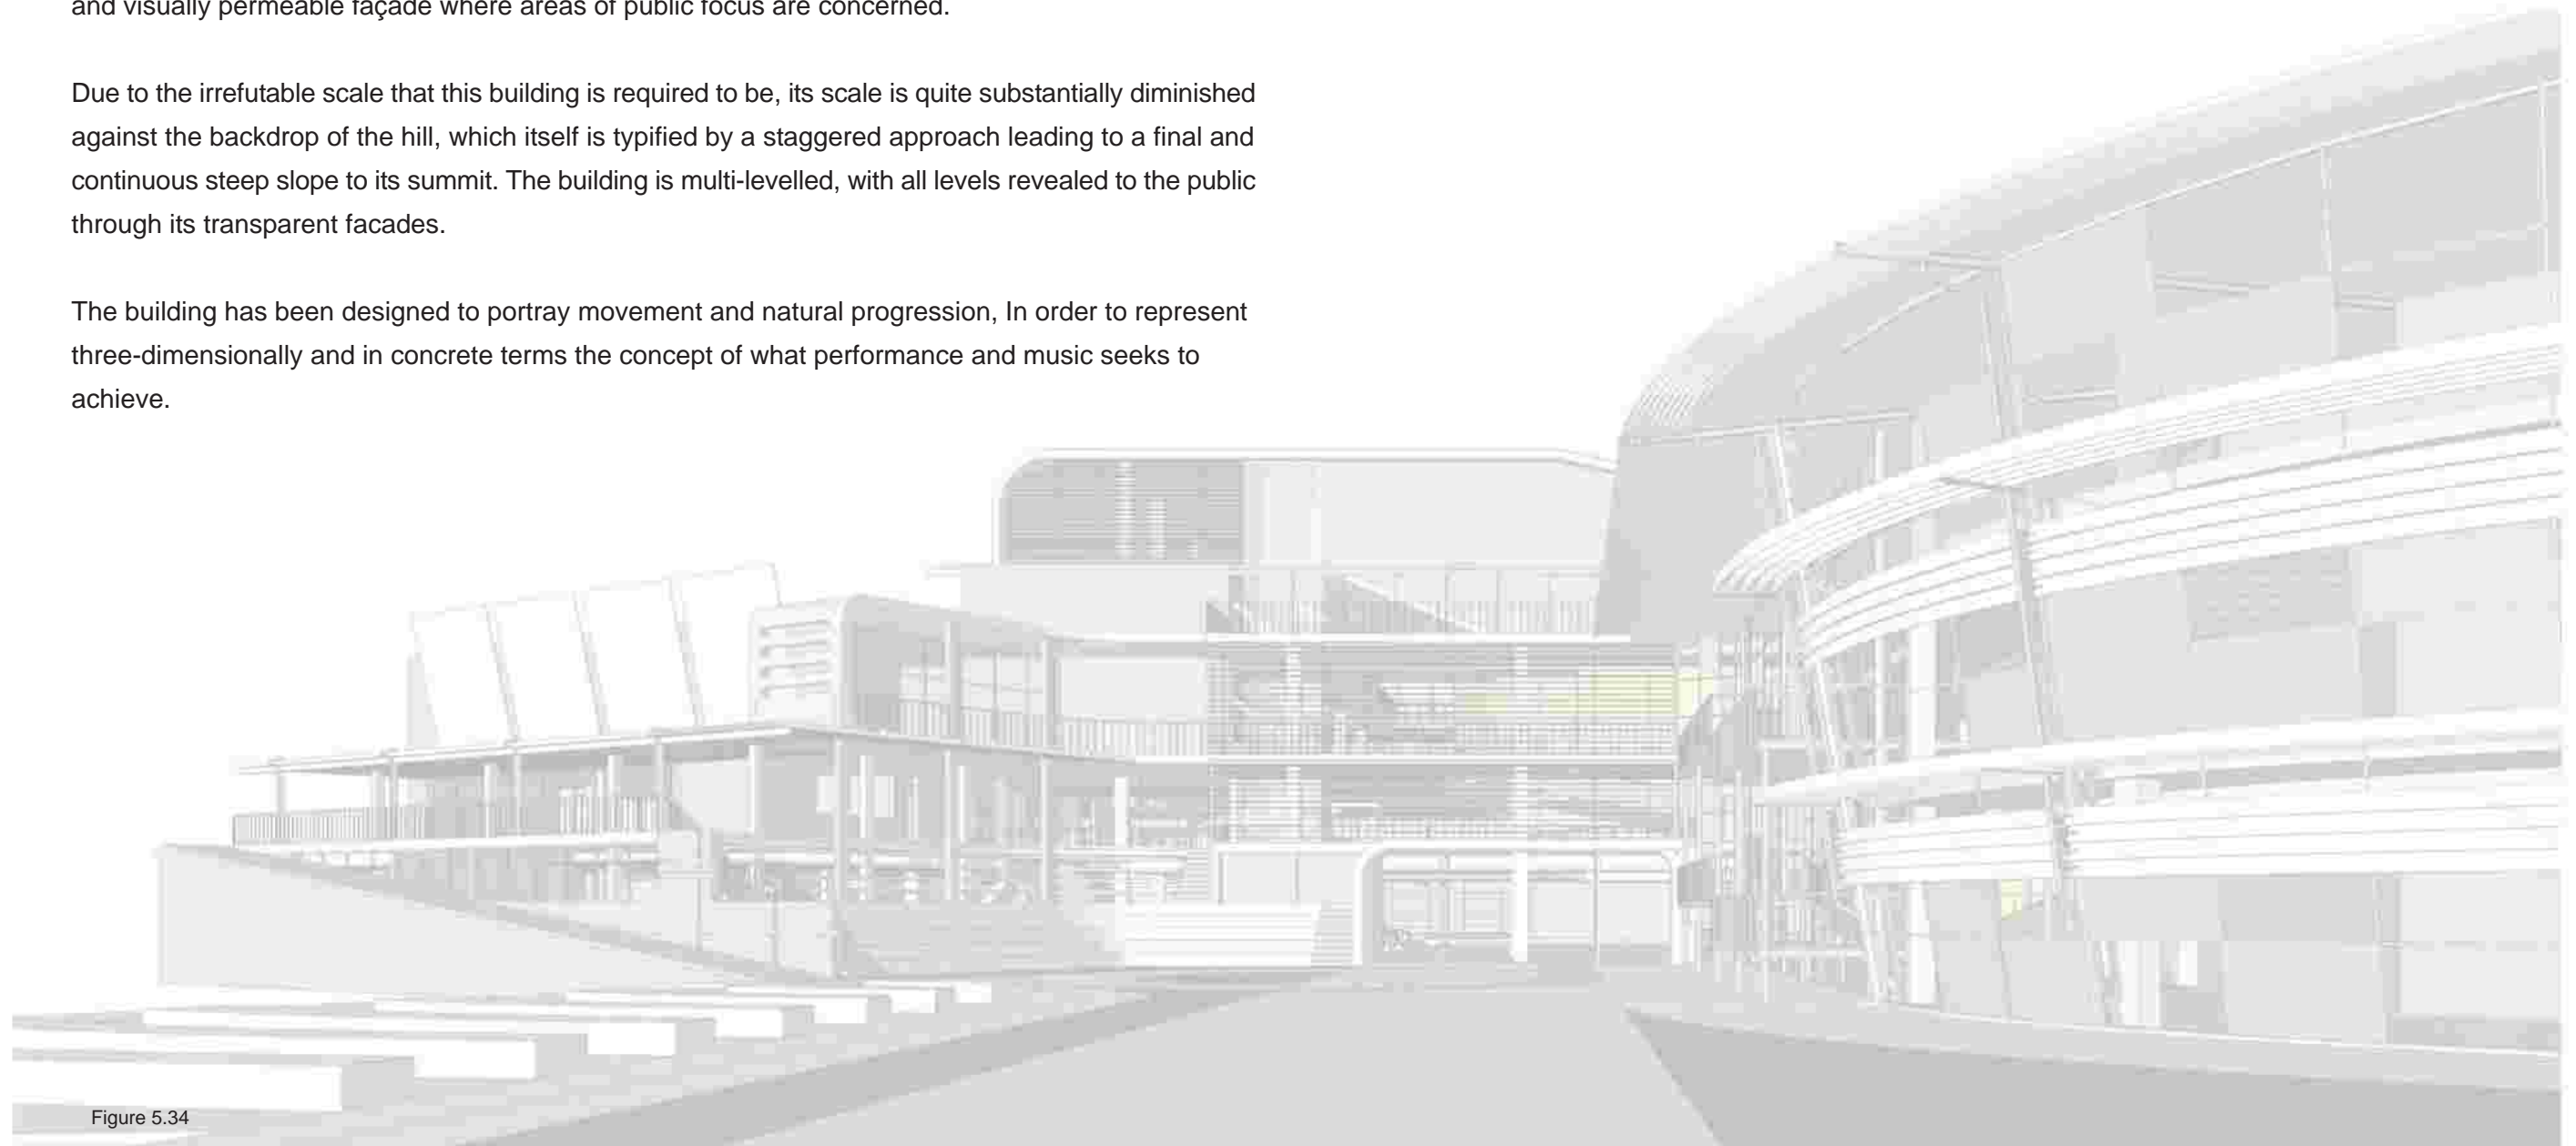 and visually permeable façade where areas of public focus are concerned.
Due to the irrefutable scale that this building is required to be, its scale is quite substantially diminished
against the backdrop of the hill, which itself is typified by a staggered approach leading to a final and
continuous steep slope to its summit. The building is multi-levelled, with all levels revealed to the public
through its transparent facades.
The building has been designed to portray movement and natural progression, In order to represent
three-dimensionally and in concrete terms the concept of what performance and music seeks to
achieve.
Figure 5.34